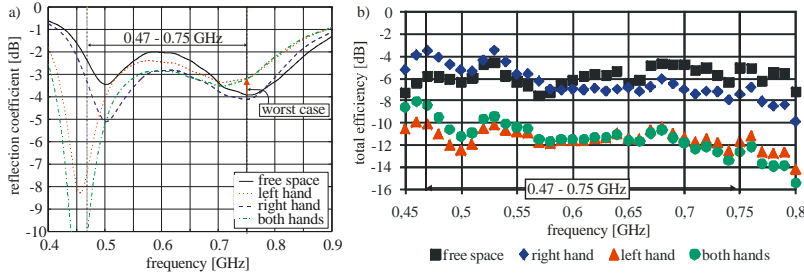 a)
reflection coefficient [dB]
0
-1
-2
-3
-4
-5
-6
-7
-8
-9
-10
0.47 - 0.75 GHz
worst case
free space
left hand
right hand
both hands
0.4 0.5 0.6 0.7 0.8 0.9
frequency [GHz]
b)
total efficiency [dB]
0
-2
-4
-6
-8
-10
-12
-14
-16
0.47 - 0.75 GHz
0,45 0,5 0,55 0,6 0,65 0,7 0,75 0,8
frequency [GHz]
free space right hand left hand both hands